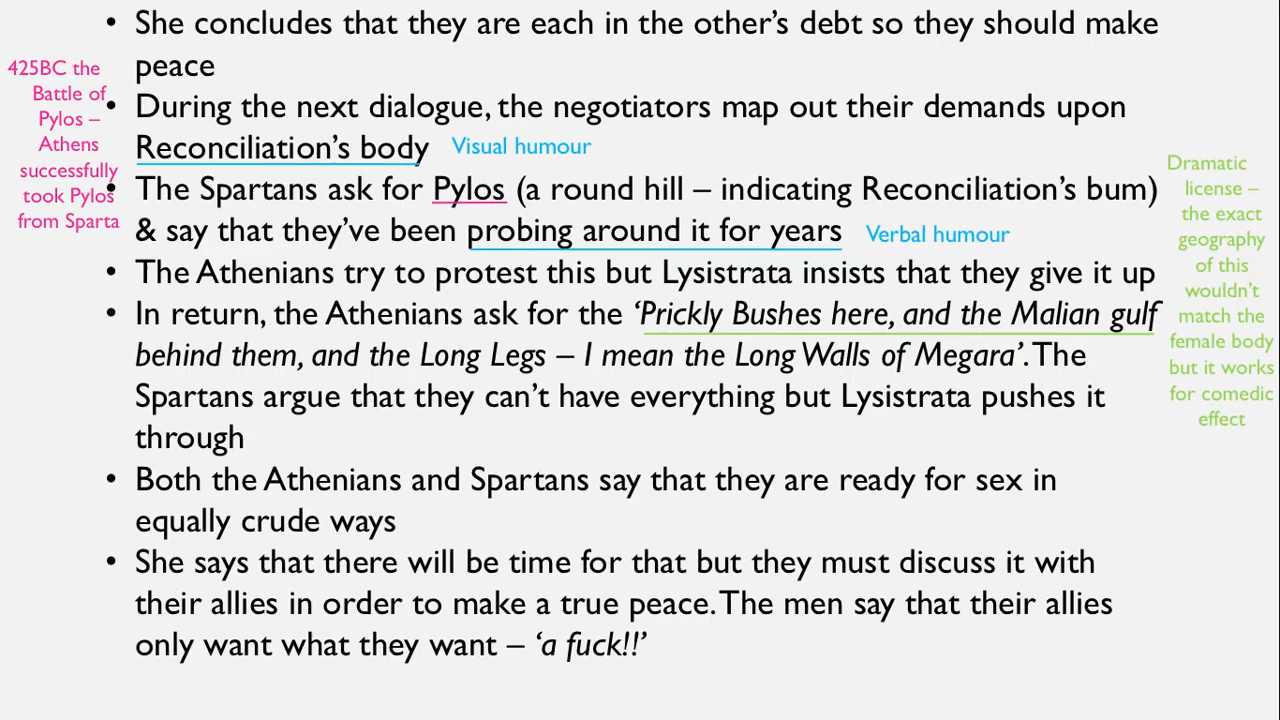 • She concludes that they are each in the other's debt so they should make
peace
425BC the
Battle of
Pylos –
Athens
successfully
took Pylos
from Sparta
• During the next dialogue, the negotiators map out their demands upon
Reconciliation's body Visual humour
• The Spartans ask for Pylos (a round hill – indicating Reconciliation's bum)
& say that they've been probing around it for years Verbal humour
• The Athenians try to protest this but Lysistrata insists that they give it up
• In return, the Athenians ask for the 'Prickly Bushes here, and the Malian gulf
behind them, and the Long Legs – I mean the Long Walls of Megara'. The
Spartans argue that they can't have everything but Lysistrata pushes it
through
Dramatic
license –
the exact
geography
of this
wouldn't
match the
female body
but it works
for comedic
effect
• Both the Athenians and Spartans say that they are ready for sex in
equally crude ways
• She says that there will be time for that but they must discuss it with
their allies in order to make a true peace. The men say that their allies
only want what they want – 'a fuck!!'